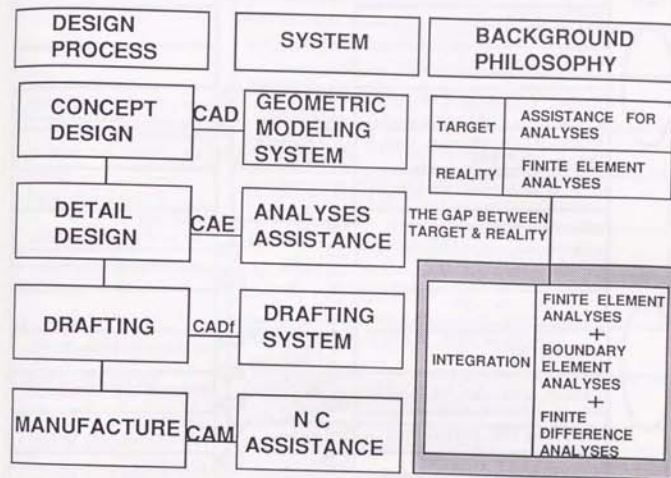 DESIGN
PROCESS
SYSTEM
BACKGROUND
PHILOSOPHY
CONCEPT
DESIGN
CAD
GEOMETRIC
MODELING
SYSTEM
DETAIL
DESIGN
CAE
ANALYSES
ASSISTANCE
DRAFTING
CADf
DRAFTING
SYSTEM
MANUFACTURE
CAM
N C
ASSISTANCE
TARGET
ASSISTANCE FOR
ANALYSES
REALITY
FINITE ELEMENT
ANALYSES
THE GAP BETWEEN
TARGET & REALITY
INTEGRATION
FINITE ELEMENT
ANALYSES
+
BOUNDARY
ELEMENT
ANALYSES
+
FINITE
DIFFERENCE
ANALYSES